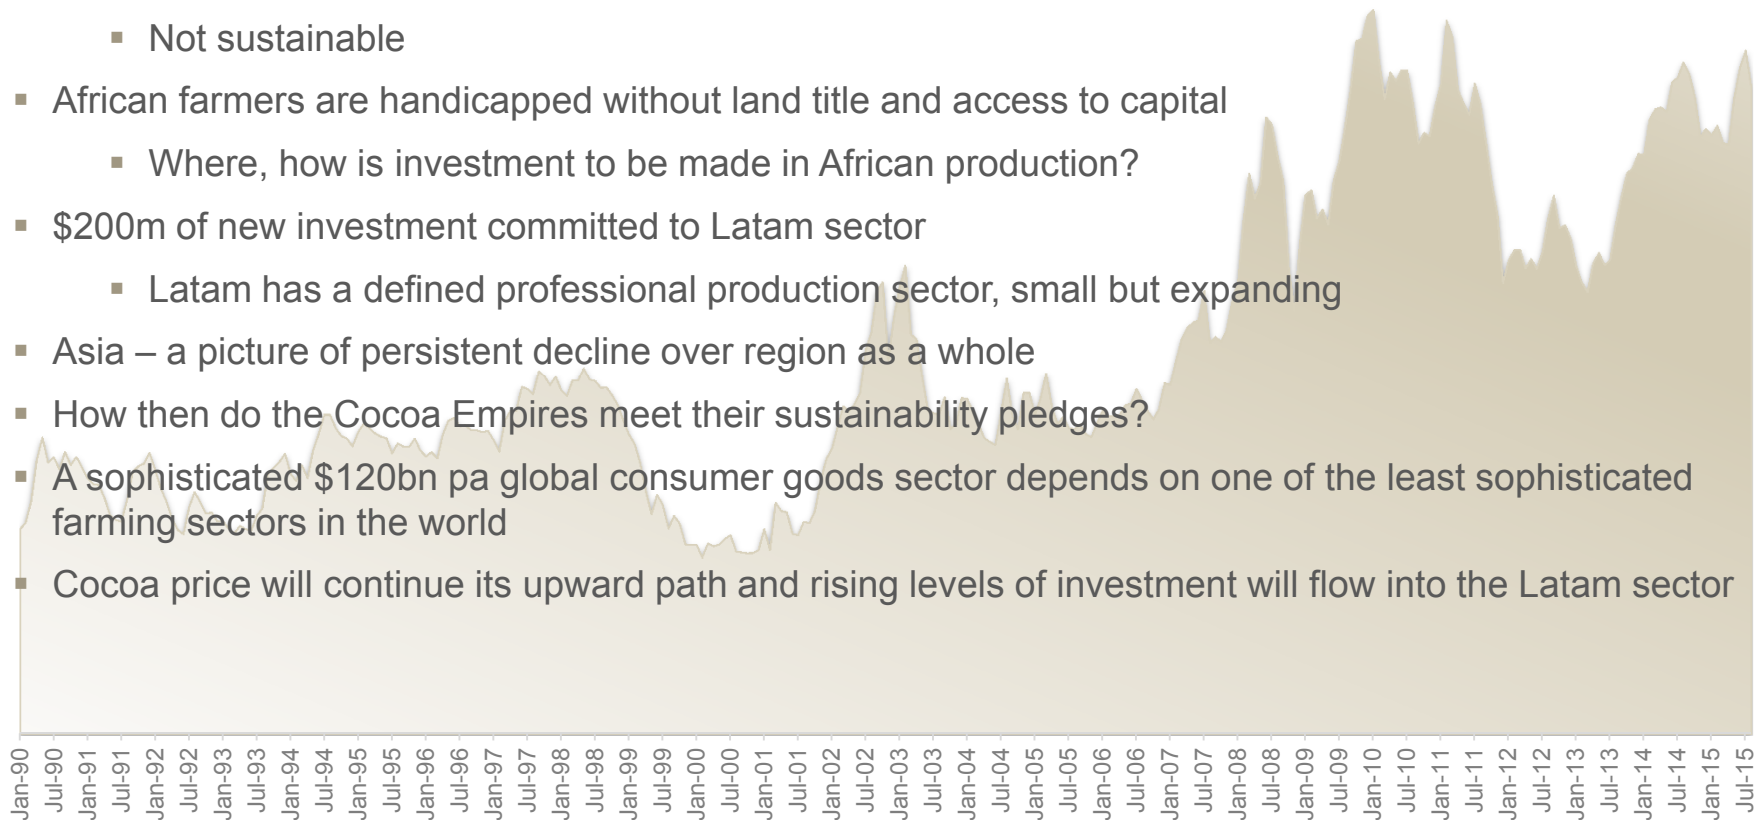 ▪ Not sustainable
▪ African farmers are handicapped without land title and access to capital
▪ Where, how is investment to be made in African production?
▪ $200m of new investment committed to Latam sector
▪ Latam has a defined professional production sector, small but expanding
▪ Asia – a picture of persistent decline over region as a whole
▪ How then do the Cocoa Empires meet their sustainability pledges?
▪ A sophisticated $120bn pa global consumer goods sector depends on one of the least sophisticated
farming sectors in the world
▪ Cocoa price will continue its upward path and rising levels of investment will flow into the Latam sector
Jan-90
Jul-90
Jan-91
Jul-91
Jan-92
Jul-92
Jan-93
Jul-93
Jan-94
Jul-94
Jan-95
Jul-95
Jan-96
Jul-96
Jan-97
Jul-97
Jan-98
Jul-98
Jan-99
Jul-99
Jan-00
Jul-00
Jan-01
Jul-01
Jan-02
Jul-02
Jan-03
Jul-03
Jan-04
Jul-04
Jan-05
Jul-05
Jan-06
Jul-06
Jan-07
Jul-07
Jan-08
Jul-08
Jan-09
Jul-09
Jan-10
Jul-10
Jan-11
Jul-11
Jan-12
Jul-12
Jan-13
Jul-13
Jan-14
Jul-14
Jan-15
Jul-15